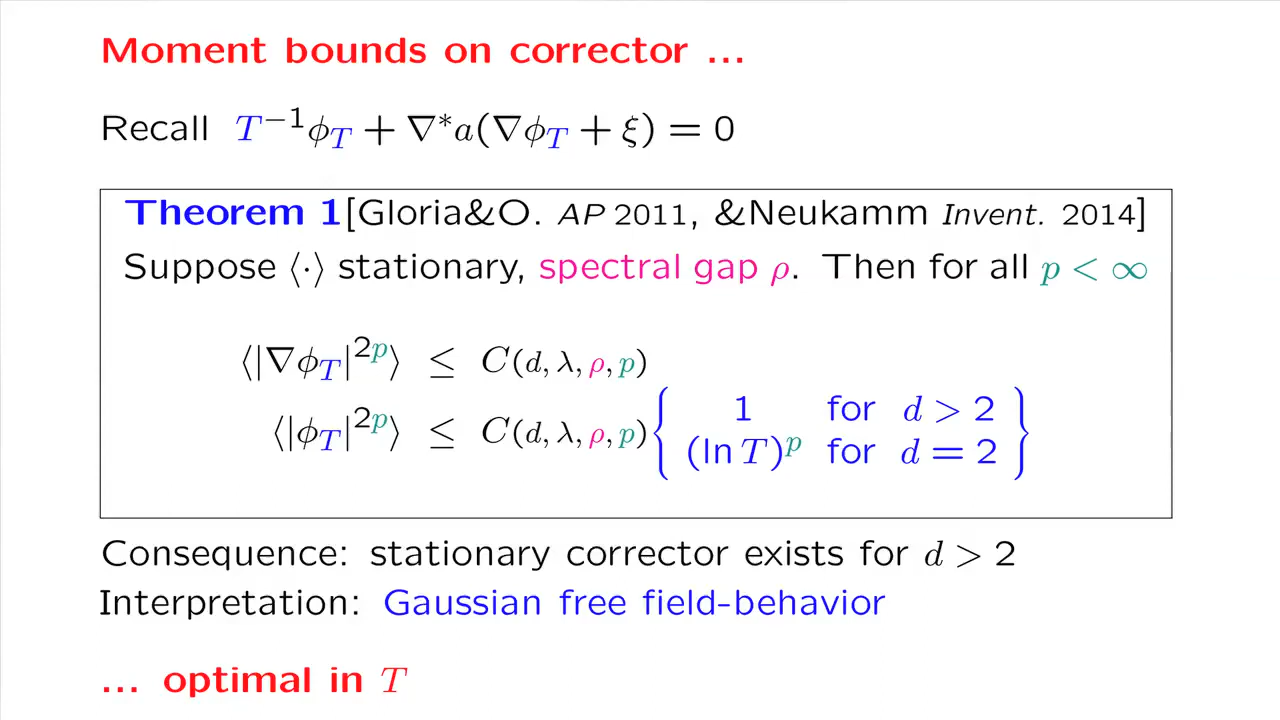 Moment bounds on corrector ...
Recall T⁻¹ϕ_T + ∇*a(∇ϕ_T + ξ) = 0
Theorem 1[Gloria&O. AP 2011, &Neukamm Invent. 2014]
Suppose ⟨·⟩ stationary, spectral gap ρ. Then for all p < ∞
⟨|∇ϕ_T|^{2p}⟩ ≤ C(d, λ, ρ, p)
⟨|ϕ_T|^{2p}⟩ ≤ C(d, λ, ρ, p) { 1 for d > 2
(ln T)^p for d = 2 }
Consequence: stationary corrector exists for d > 2
Interpretation: Gaussian free field-behavior
... optimal in T